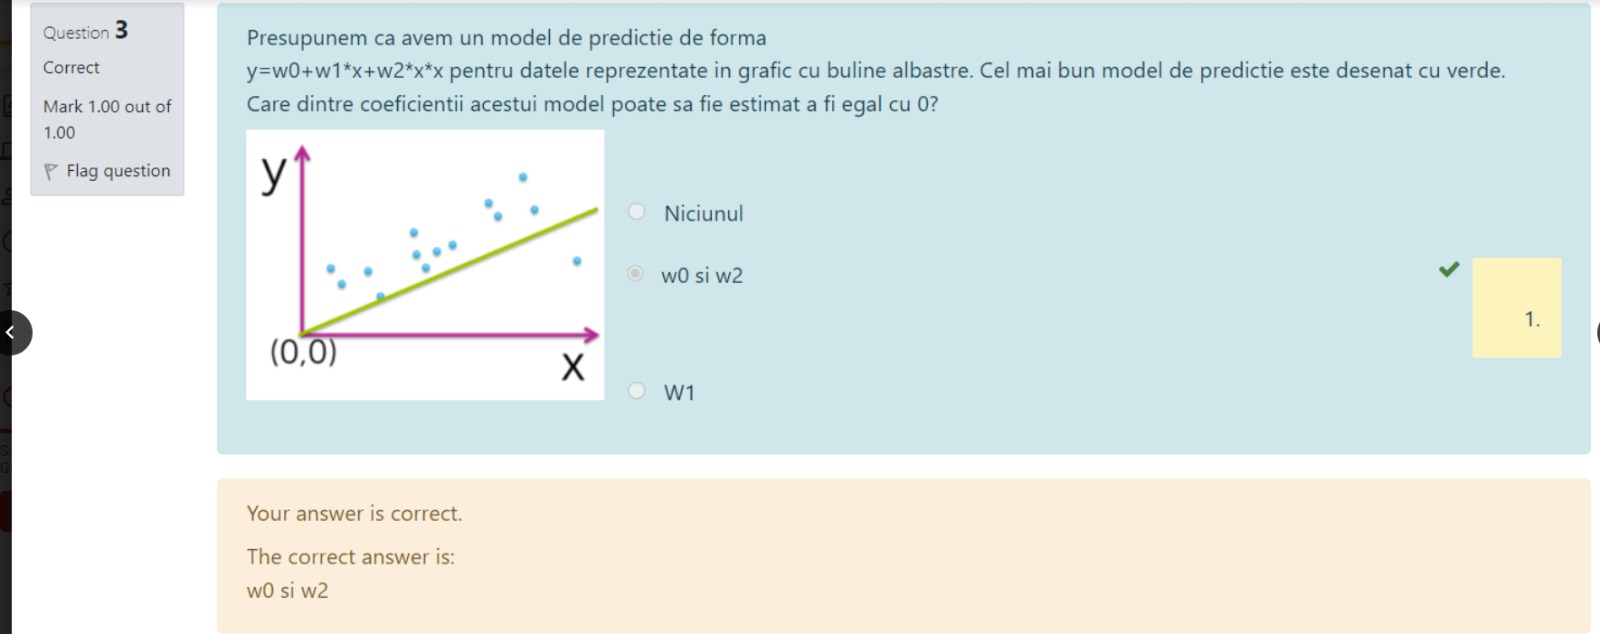 Question 3
Correct
Mark 1.00 out of
1.00
Flag question
Presupunem ca avem un model de predictie de forma
y=w0+w1*x+w2*x*x pentru datele reprezentate in grafic cu buline albastre. Cel mai bun model de predictie este desenat cu verde.
Care dintre coeficientii acestui model poate sa fie estimat a fi egal cu 0?
y
(0,0)
x
Niciunul
w0 si w2
W1
1.
Your answer is correct.
The correct answer is:
w0 si w2